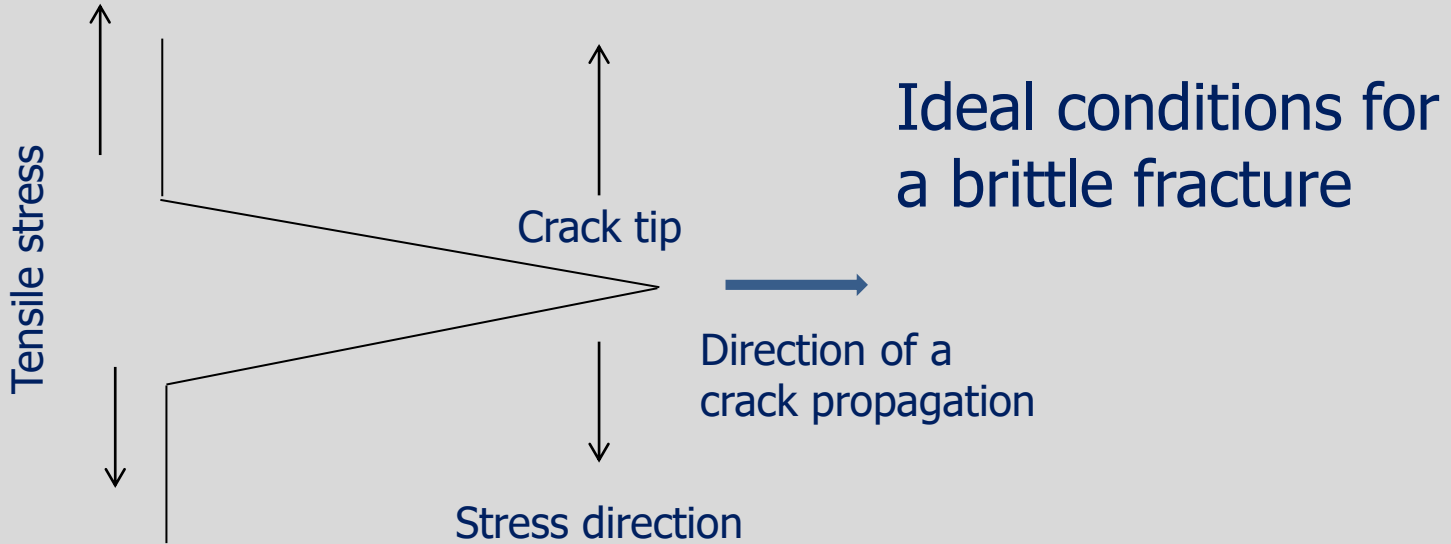 Ideal conditions for
a brittle fracture
Tensile stress
Crack tip
Direction of a
crack propagation
Stress direction